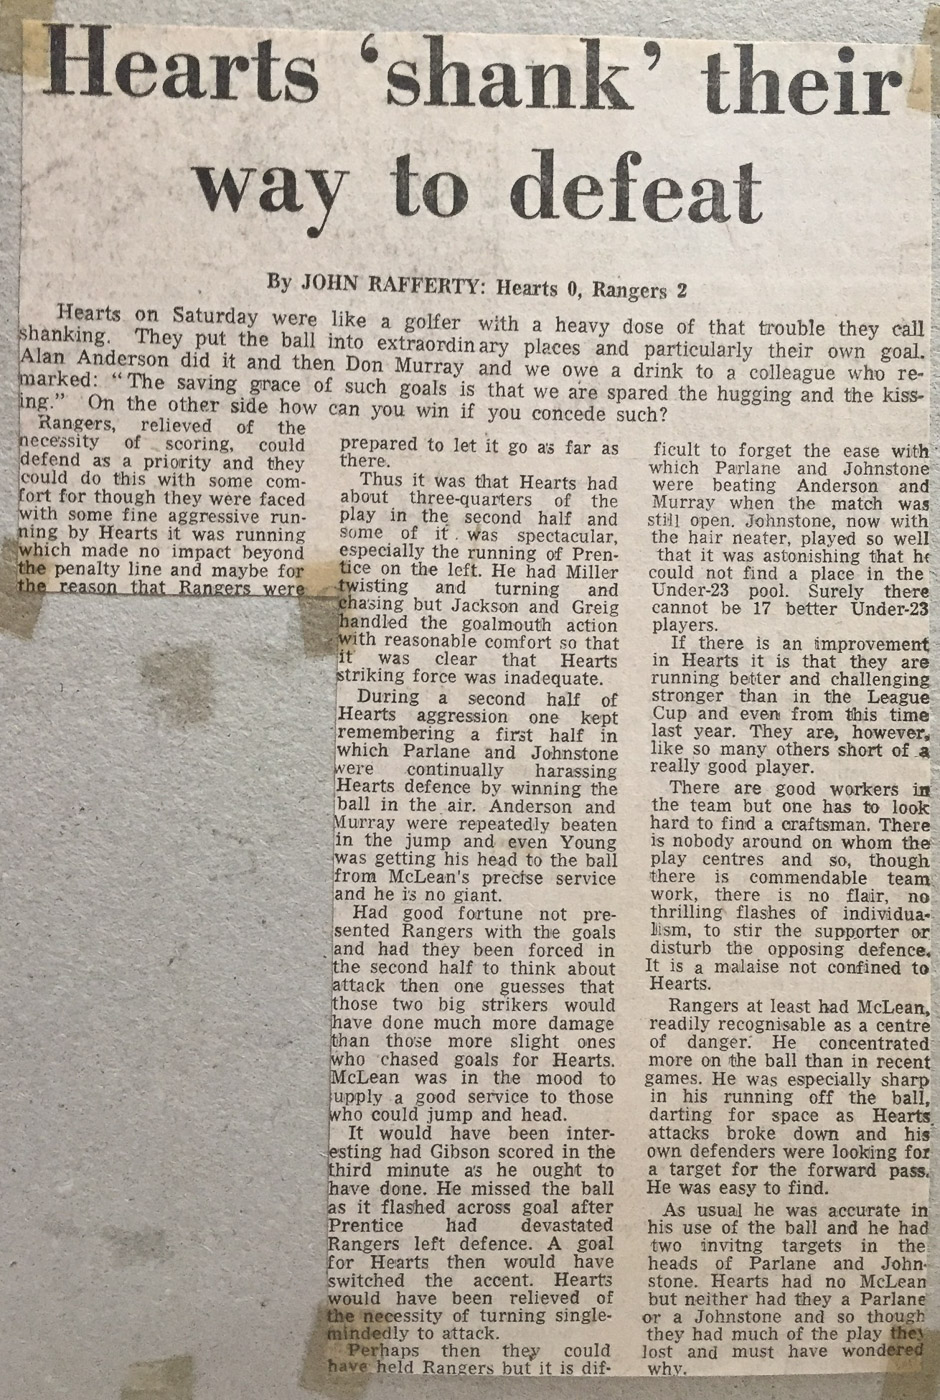 Hearts ‘shank’ their
way to defeat
By JOHN RAFFERTY: Hearts 0, Rangers 2
Hearts on Saturday were like a golfer with a heavy dose of that trouble they call
shanking. They put the ball into extraordinary places and particularly their own goal.
Alan Anderson did it and then Don Murray and we owe a drink to a colleague who re-
marked: “The saving grace of such goals is that we are spared the hugging and the kiss-
ing.” On the other side how can you win if you concede such?
Rangers, relieved of the
necessity of scoring, could
defend as a priority and they
could do this with some com-
fort for though they were faced
with some fine aggressive run-
ning by Hearts it was running
which made no impact beyond
the penalty line and maybe for
the reason that Rangers were
prepared to let it go as far as
there.
Thus it was that Hearts had
about three-quarters of the
play in the second half and
some of it . was spectacular,
especially the running of Pren-
tice on the left. He had Miller
twisting and turning and
chasing but Jackson and Greig
handled the goalmouth action
with reasonable comfort so that
it was clear that Hearts
striking force was inadequate.
During a second half of
Hearts aggression one kept
remembering a first half in
which Parlane and Johnstone
were continually harassing
Hearts defence by winning the
ball in the air. Anderson and
Murray were repeatedly beaten
in the jump and even Young
was getting his head to the ball
from McLean's precise service
and he is no giant.
Had good fortune not pre-
sented Rangers with the goals
and had they been forced in
the second half to think about
attack then one guesses that
those two big strikers would
have done much more damage
than those more slight ones
who chased goals for Hearts.
McLean was in the mood to
upply a good service to those
who could jump and head.
It would have been inter-
esting had Gibson scored in the
third minute as he ought to
have done. He missed the ball
as it flashed across goal after
Prentice had devastated
Rangers left defence. A goal
for Hearts then would have
switched the accent. Hearts
would have been relieved of
the necessity of turning single-
mindedly to attack.
Perhaps then they could
have held Rangers but it is dif-
ficult to forget the ease with
which Parlane and Johnstone
were beating Anderson and
Murray when the match was
still open. Johnstone, now with
the hair neater, played so well
that it was astonishing that he
could not find a place in the
Under-23 pool. Surely there
cannot be 17 better Under-23
players.
If there is an improvement
in Hearts it is that they are
running better and challenging
stronger than in the League
Cup and even from this time
last year. They are, however,
like so many others short of a
really good player.
There are good workers in
the team but one has to look
hard to find a craftsman. There
is nobody around on whom the
play centres and so, though
there is commendable team
work, there is no flair, no
thrilling flashes of individua-
lism, to stir the supporter or
disturb the opposing defence.
It is a malaise not confined to
Hearts.
Rangers at least had McLean,
readily recognisable as a centre
of danger. He concentrated
more on the ball than in recent
games. He was especially sharp
in his running off the ball,
darting for space as Hearts
attacks broke down and his
own defenders were looking for
a target for the forward pass.
He was easy to find.
As usual he was accurate in
his use of the ball and he had
two invitng targets in the
heads of Parlane and John-
stone. Hearts had no McLean
but neither had they a Parlane
or a Johnstone and so though
they had much of the play they
lost and must have wondered
why.